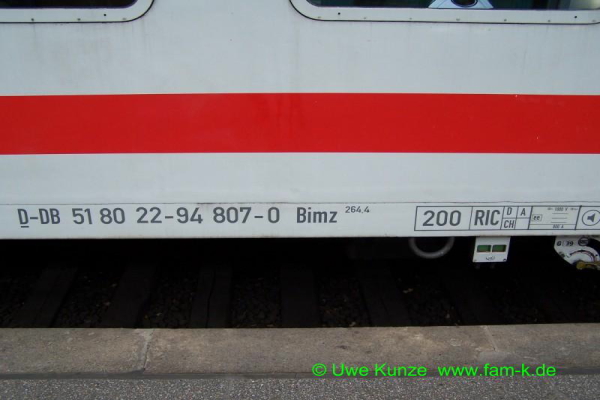 D-DB 51 80 22-94 807-0 Bimz 264.4
200 RIC D A
CH
© Uwe Kunze www.fam-k.de